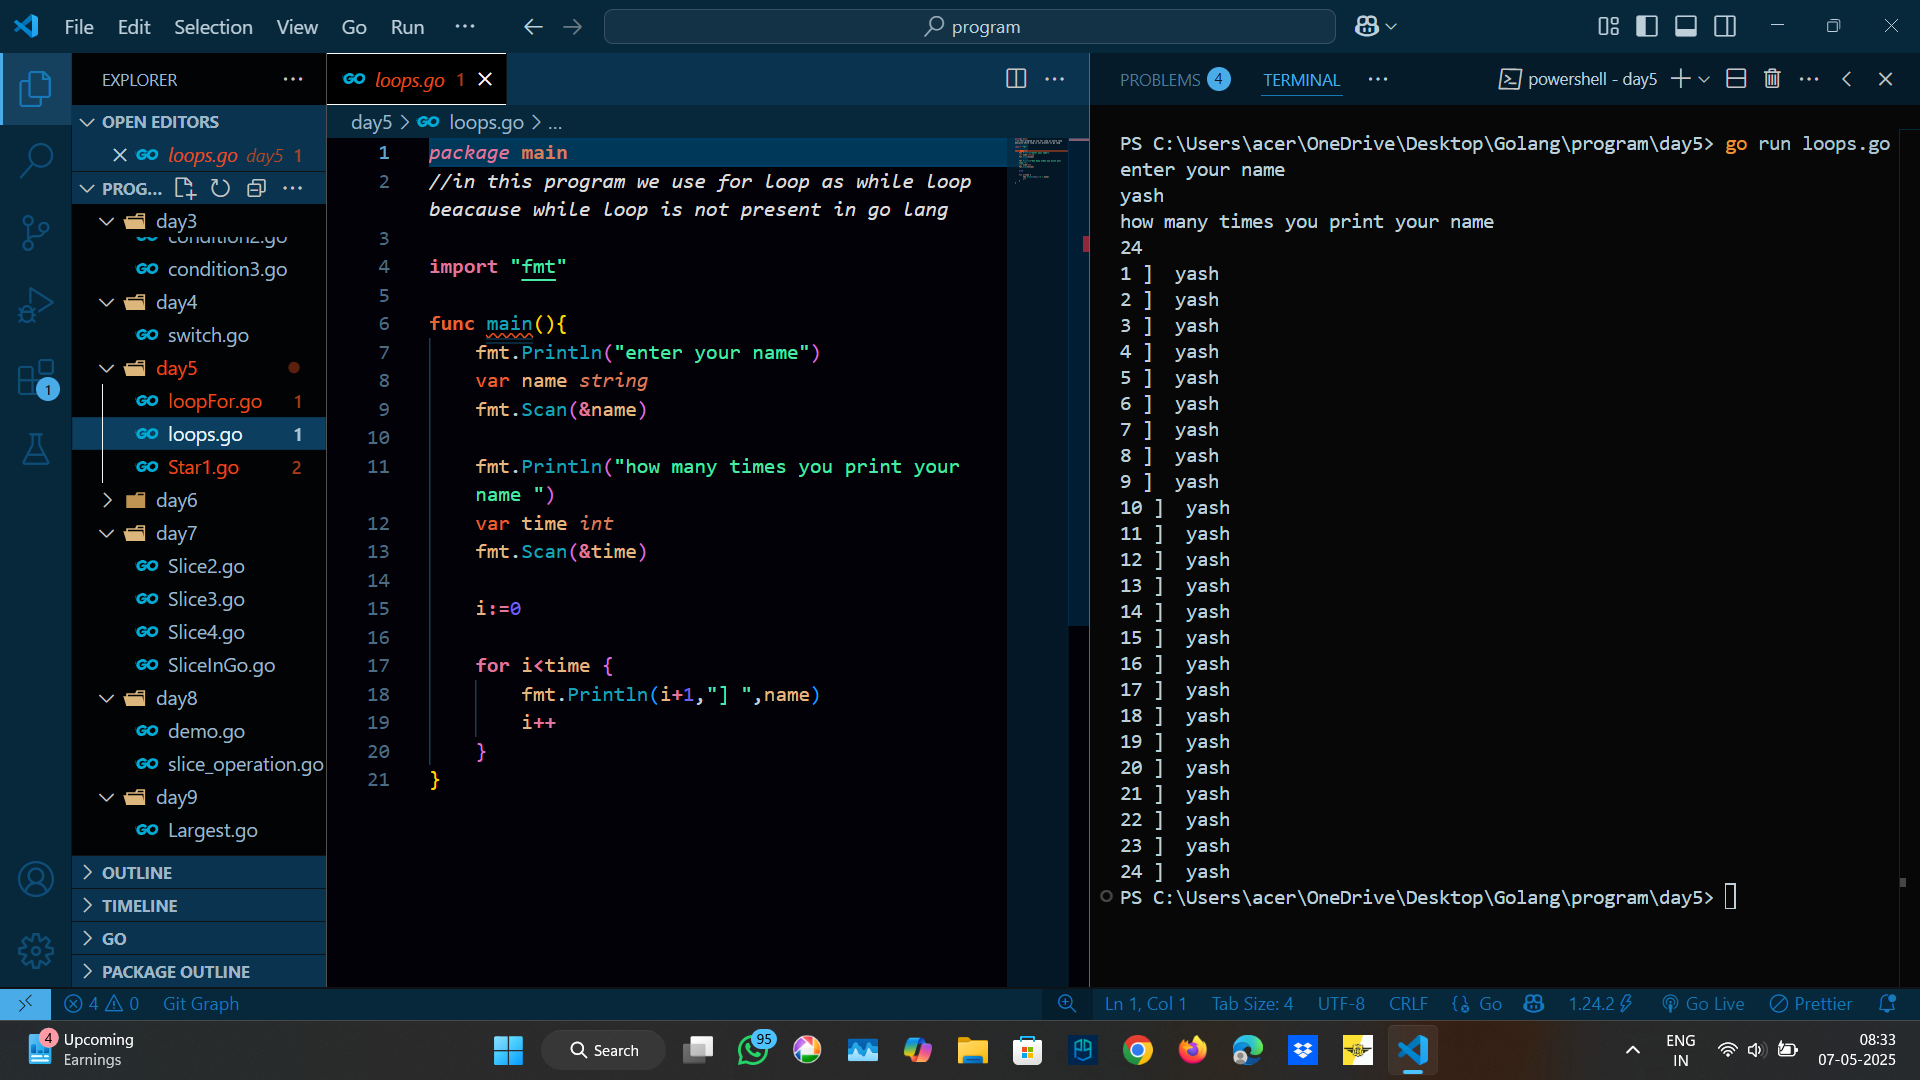 File Edit Selection View Go Run ···
program
EXPLORER
OPEN EDITORS
loops.go day5 1
PROG...
day3
condition2.go
condition3.go
day4
switch.go
day5
loopFor.go 1
loops.go 1
Star1.go 2
day6
day7
Slice2.go
Slice3.go
Slice4.go
SliceInGo.go
day8
demo.go
slice_operation.go
day9
Largest.go
OUTLINE
TIMELINE
GO
PACKAGE OUTLINE
1
GO loops.go 1
day5 > GO loops.go > ...
1 package main
2 //in this program we use for loop as while loop
beacause while loop is not present in go lang
3
4 import "fmt"
5
6 func main(){
7 fmt.Println("enter your name")
8 var name string
9 fmt.Scan(&name)
10
11 fmt.Println("how many times you print your
name ")
12 var time int
13 fmt.Scan(&time)
14
15 i:=0
16
17 for i<time {
18 fmt.Println(i+1,"] ",name)
19 i++
20 }
21 }
PROBLEMS 4 TERMINAL ··· powershell - day5
PS C:\Users\acer\OneDrive\Desktop\Golang\program\day5> go run loops.go
enter your name
yash
how many times you print your name
24
1 ] yash
2 ] yash
3 ] yash
4 ] yash
5 ] yash
6 ] yash
7 ] yash
8 ] yash
9 ] yash
10 ] yash
11 ] yash
12 ] yash
13 ] yash
14 ] yash
15 ] yash
16 ] yash
17 ] yash
18 ] yash
19 ] yash
20 ] yash
21 ] yash
22 ] yash
23 ] yash
24 ] yash
PS C:\Users\acer\OneDrive\Desktop\Golang\program\day5>
4 0 Git Graph Ln 1, Col 1 Tab Size: 4 UTF-8 CRLF Go 1.24.2 Go Live Prettier
4 Upcoming
Earnings
Search
95
ENG
IN
08:33
07-05-2025